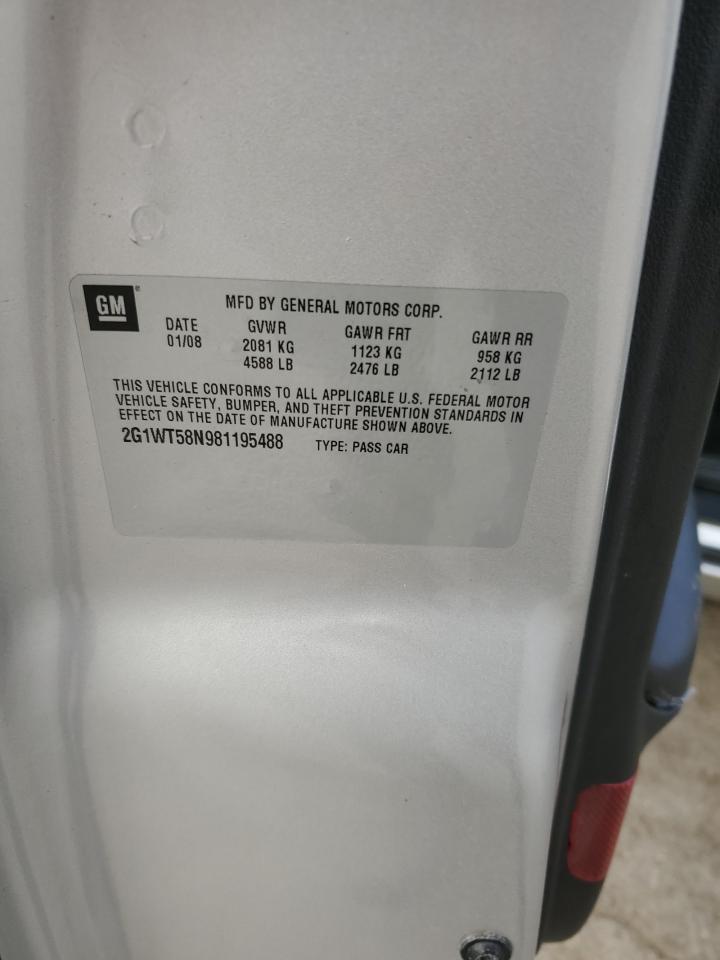 GM
MFD BY GENERAL MOTORS CORP.
DATE GVWR GAWR FRT GAWR RR
01/08 2081 KG 1123 KG 958 KG
4588 LB 2476 LB 2112 LB
THIS VEHICLE CONFORMS TO ALL APPLICABLE U.S. FEDERAL MOTOR
VEHICLE SAFETY, BUMPER, AND THEFT PREVENTION STANDARDS IN
EFFECT ON THE DATE OF MANUFACTURE SHOWN ABOVE.
2G1WT58N981195488 TYPE: PASS CAR